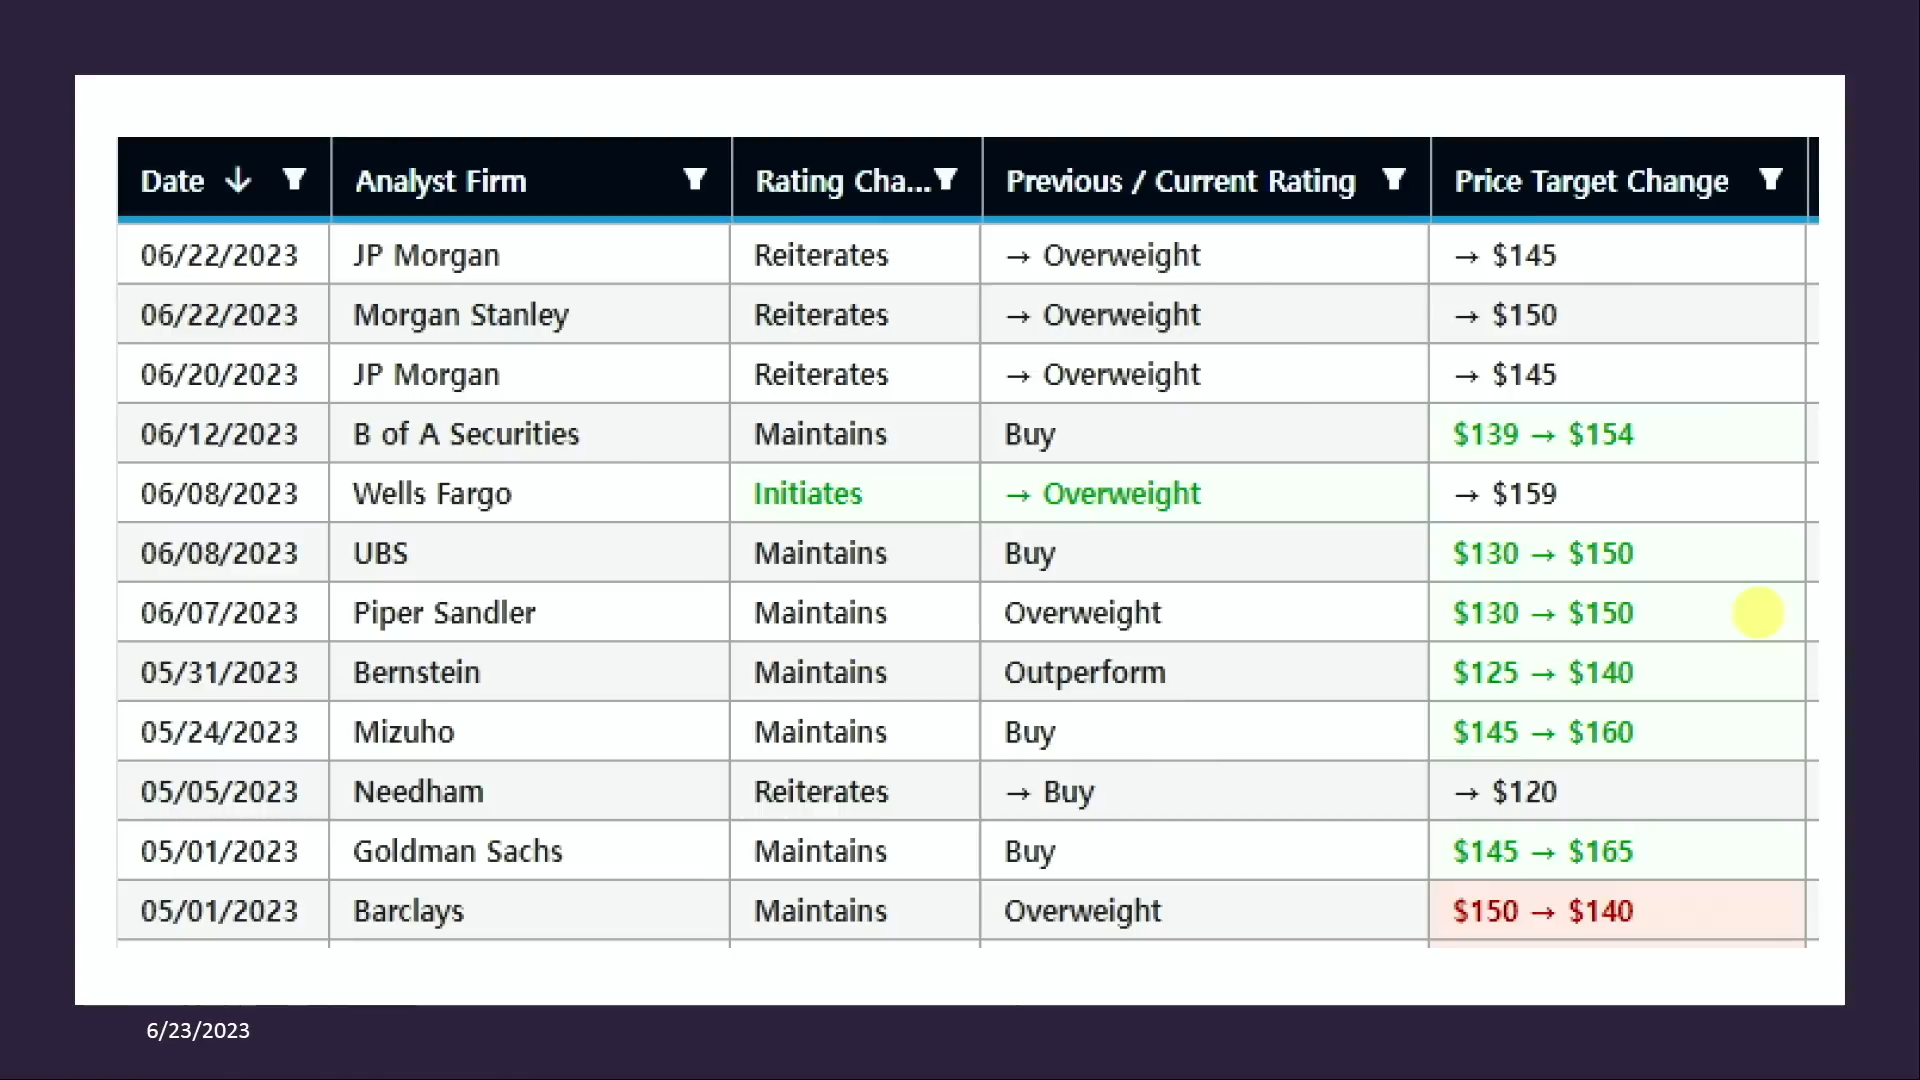 Date ↓ Analyst Firm Rating Cha... Previous / Current Rating Price Target Change
06/22/2023 JP Morgan Reiterates → Overweight → $145
06/22/2023 Morgan Stanley Reiterates → Overweight → $150
06/20/2023 JP Morgan Reiterates → Overweight → $145
06/12/2023 B of A Securities Maintains Buy $139 → $154
06/08/2023 Wells Fargo Initiates → Overweight → $159
06/08/2023 UBS Maintains Buy $130 → $150
06/07/2023 Piper Sandler Maintains Overweight $130 → $150
05/31/2023 Bernstein Maintains Outperform $125 → $140
05/24/2023 Mizuho Maintains Buy $145 → $160
05/05/2023 Needham Reiterates → Buy → $120
05/01/2023 Goldman Sachs Maintains Buy $145 → $165
05/01/2023 Barclays Maintains Overweight $150 → $140
6/23/2023